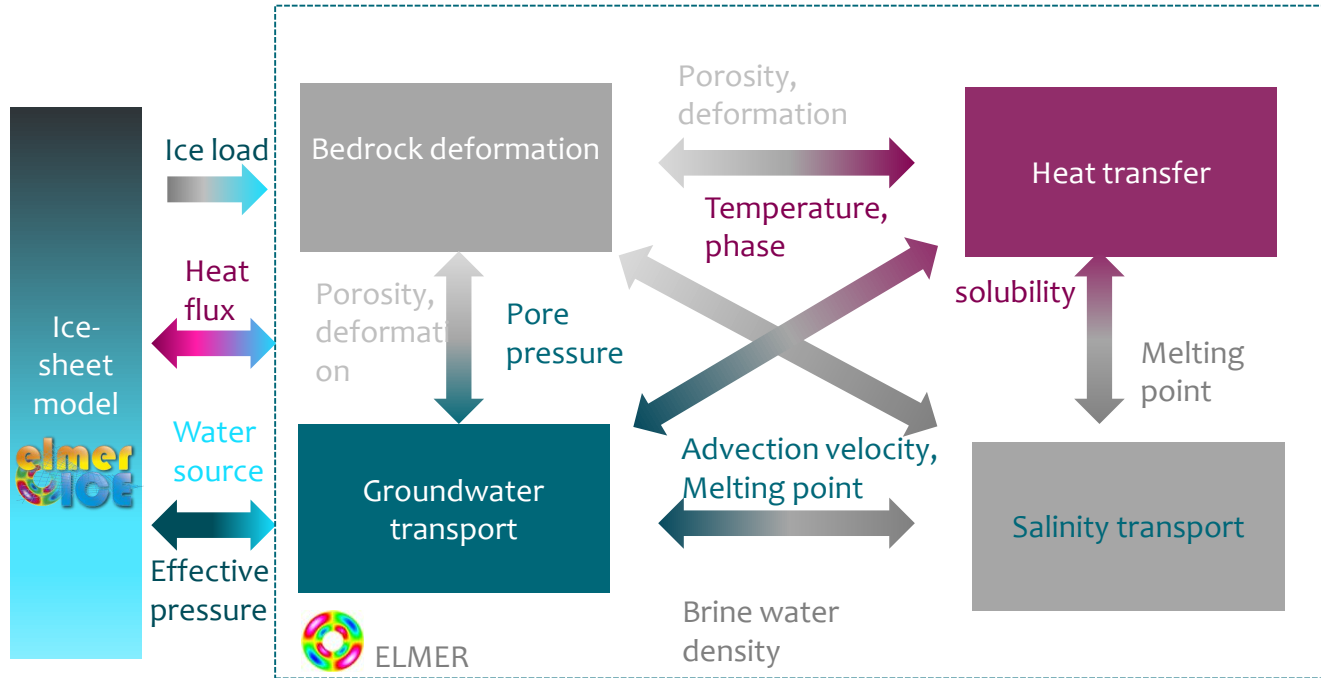 Ice load
Heat
flux
Ice-
sheet
model
elmer
ICE
Water
source
Effective
pressure
Bedrock deformation
Porosity,
deformation
Heat transfer
Temperature,
phase
Porosity,
deformati
on
Pore
pressure
solubility
Melting
point
Groundwater
transport
Advection velocity,
Melting point
Salinity transport
Brine water
density
ELMER